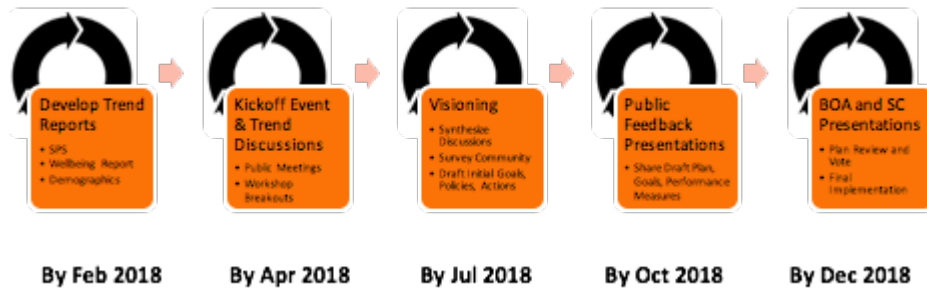 Develop Trend
Reports
• SPS
• Wellbeing Report
• Demographics
Kickoff Event
& Trend
Discussions
• Public Meetings
• Workshop
Breakouts
Visioning
• Synthesize
Discussions
• Survey Community
• Draft Initial Goals,
Policies, Actions
Public
Feedback
Presentations
• Share Draft Plan,
Goals, Performance
Measures
BOA and SC
Presentations
• Plan Review and
Vote
• Final
Implementation
By Feb 2018
By Apr 2018
By Jul 2018
By Oct 2018
By Dec 2018